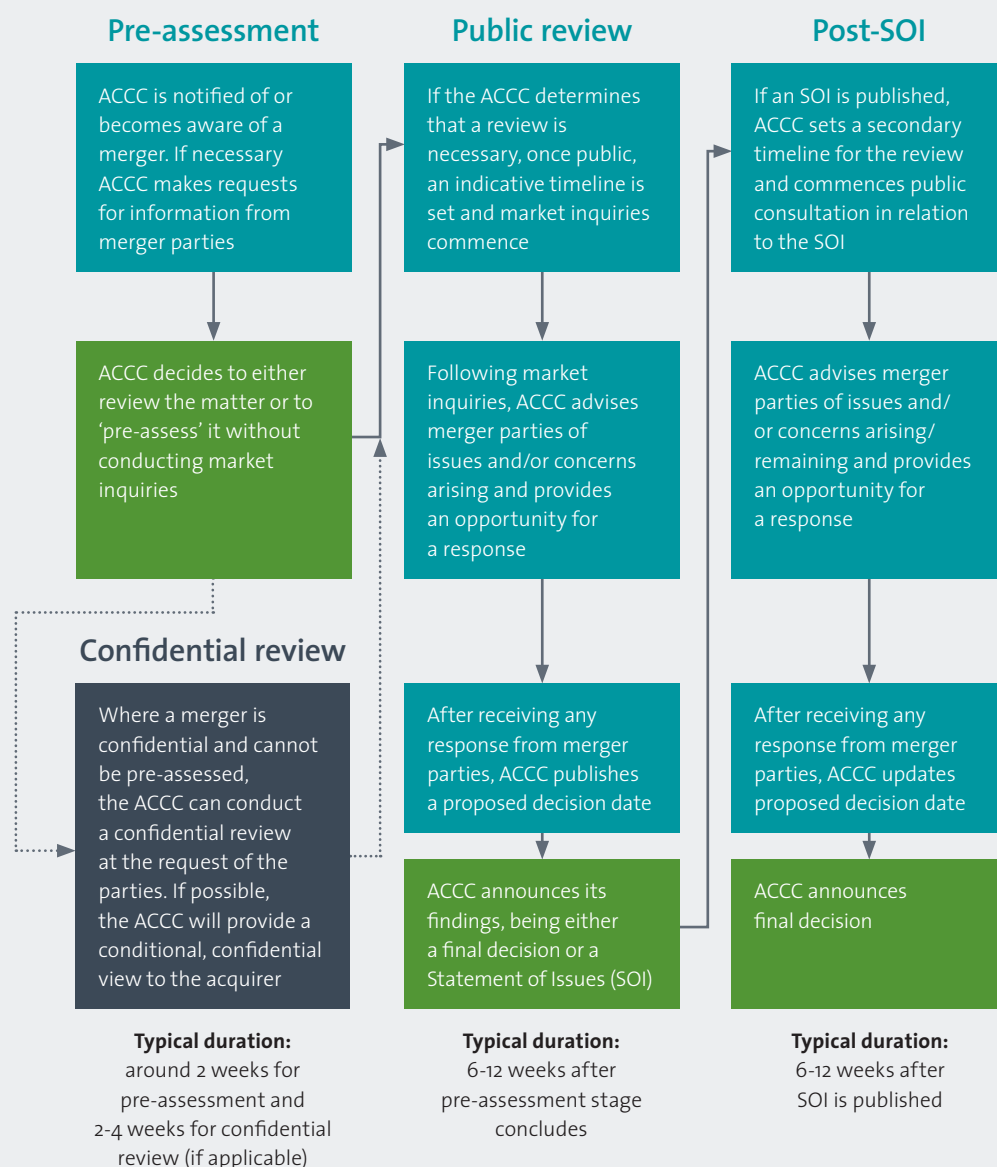 Pre-assessment
ACCC is notified of or
becomes aware of a
merger. If necessary
ACCC makes requests
for information from
merger parties
ACCC decides to either
review the matter or to
‘pre-assess’ it without
conducting market
inquiries
Confidential review
Where a merger is
confidential and cannot
be pre-assessed,
the ACCC can conduct
a confidential review
at the request of the
parties. If possible,
the ACCC will provide a
conditional, confidential
view to the acquirer
Typical duration:
around 2 weeks for
pre-assessment and
2-4 weeks for confidential
review (if applicable)
Public review
If the ACCC determines
that a review is
necessary, once public,
an indicative timeline is
set and market inquiries
commence
Following market
inquiries, ACCC advises
merger parties of
issues and/or concerns
arising and provides
an opportunity for
a response
After receiving any
response from merger
parties, ACCC publishes
a proposed decision date
ACCC announces its
findings, being either
a final decision or a
Statement of Issues (SOI)
Typical duration:
6-12 weeks after
pre-assessment stage
concludes
Post-SOI
If an SOI is published,
ACCC sets a secondary
timeline for the review
and commences public
consultation in relation
to the SOI
ACCC advises merger
parties of issues and/
or concerns arising/
remaining and provides
an opportunity for
a response
After receiving any
response from merger
parties, ACCC updates
proposed decision date
ACCC announces
final decision
Typical duration:
6-12 weeks after
SOI is published